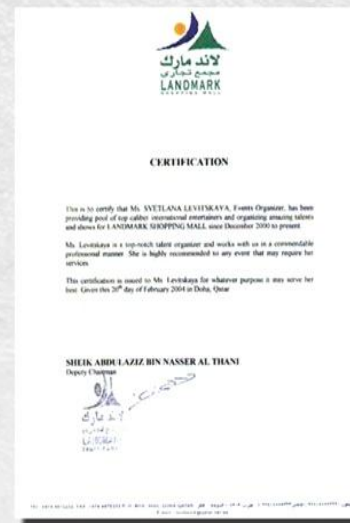 لاند مارك
مجمع تجاري
LANDMARK
SHOPPING MALL
CERTIFICATION
This is to certify that Ms. SVETLANA LEVITSKAYA, Events Organizer, has been
providing pool of top caliber international entertainers and organizing amazing talents
and shows for LANDMARK SHOPPING MALL since December 2000 to present
Ms. Levitskaya is a top-notch talent organizer and works with us in a commendable
professional manner. She is highly recommended to any event that may require her
services.
This certification is issued to Ms. Levitskaya for whatever purpose it may serve her
best. Given this 20th day of February 2004 in Doha, Qatar
SHEIK ABDULAZIZ BIN NASSER AL THANI
Deputy Chairman